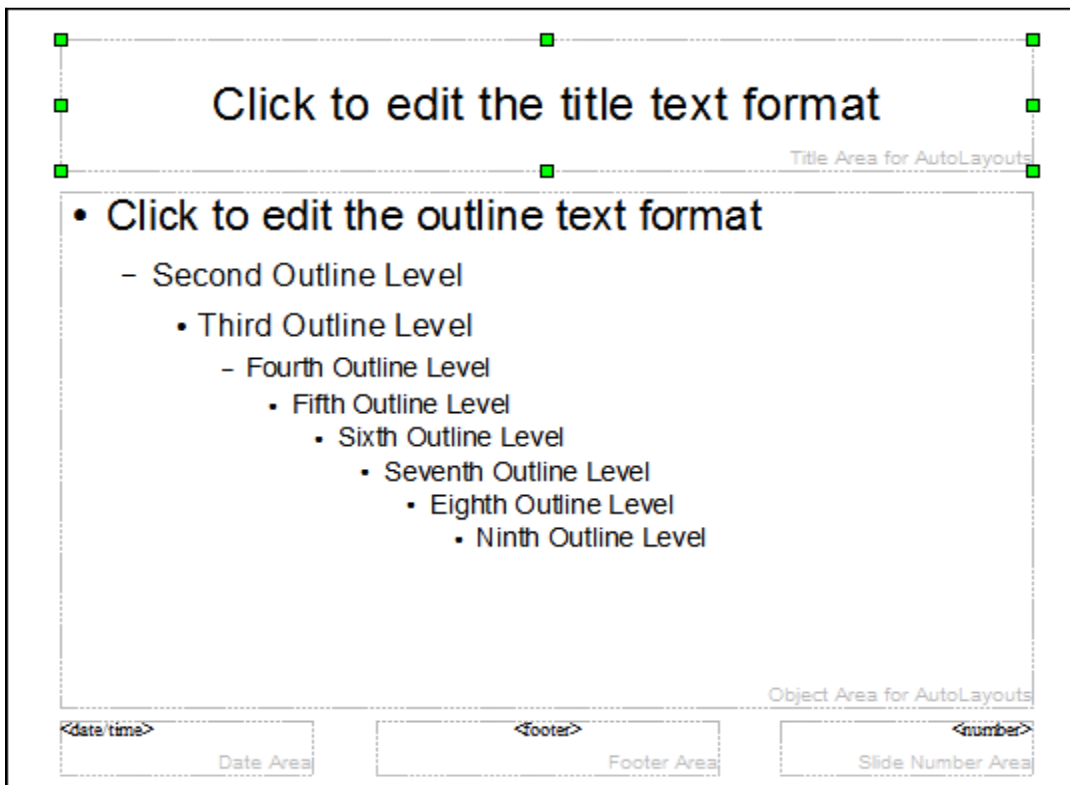 Click to edit the title text format
Title Area for AutoLayouts
• Click to edit the outline text format
– Second Outline Level
• Third Outline Level
– Fourth Outline Level
• Fifth Outline Level
• Sixth Outline Level
• Seventh Outline Level
• Eighth Outline Level
• Ninth Outline Level
Object Area for AutoLayouts
<date/time> <footer> <number>
Date Area Footer Area Slide Number Area